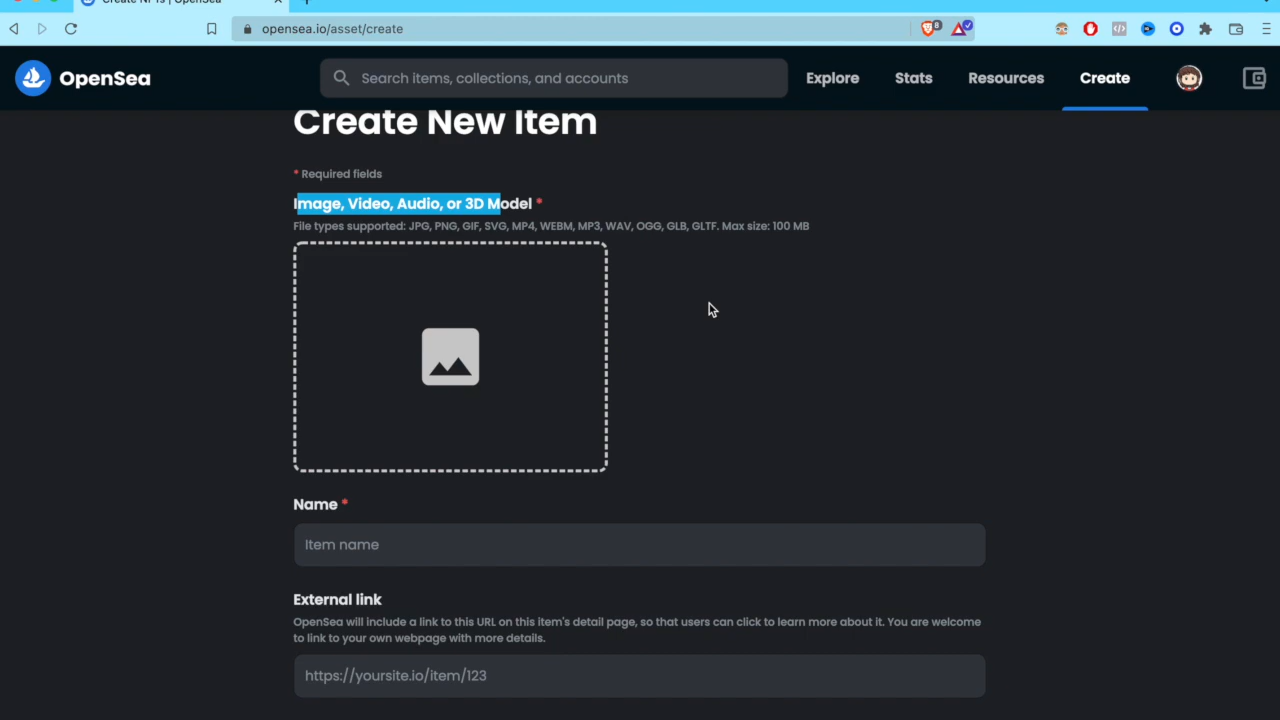 Create NFTs | OpenSea
opensea.io/asset/create
8
OpenSea
Search items, collections, and accounts
Explore
Stats
Resources
Create
Create New Item
* Required fields
Image, Video, Audio, or 3D Model *
File types supported: JPG, PNG, GIF, SVG, MP4, WEBM, MP3, WAV, OGG, GLB, GLTF. Max size: 100 MB
Name *
Item name
External link
OpenSea will include a link to this URL on this item's detail page, so that users can click to learn more about it. You are welcome
to link to your own webpage with more details.
https://yoursite.io/item/123